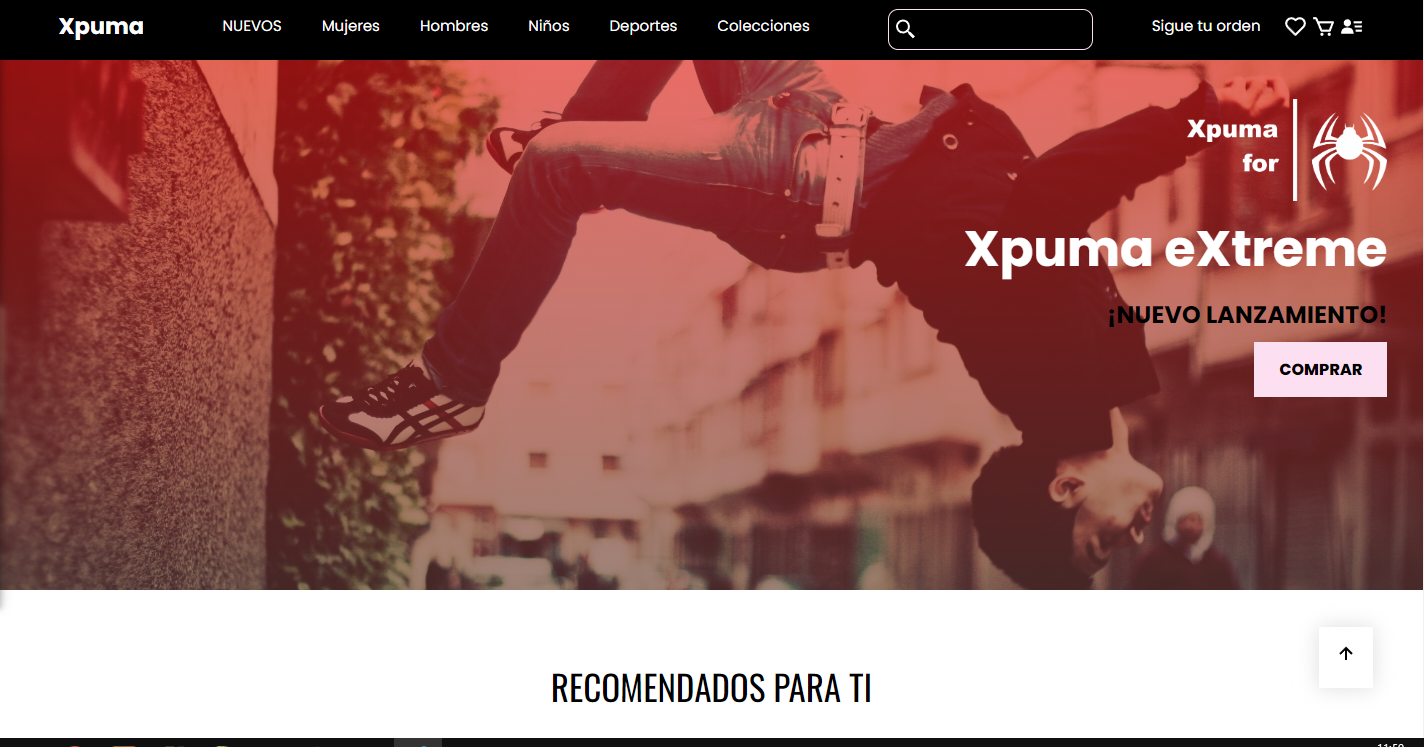 Xpuma NUEVOS Mujeres Hombres Niños Deportes Colecciones Sigue tu orden
Xpuma
for
Xpuma eXtreme
¡NUEVO LANZAMIENTO!
COMPRAR
RECOMENDADOS PARA TI